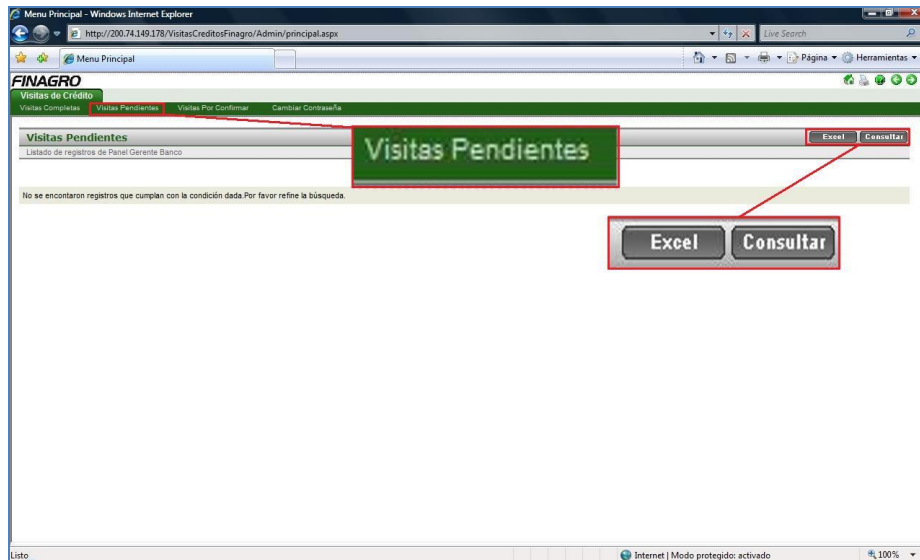 Menu Principal - Windows Internet Explorer
http://200.74.149.178/VisitasCreditosFinagro/Admin/principal.aspx
Live Search
Menu Principal
Página
Herramientas
FINAGRO
Visitas de Crédito
Visitas Completas Visitas Pendientes Visitas Por Confirmar Cambiar Contraseña
Visitas Pendientes
Excel Consultar
Listado de registros de Panel Gerente Banco
Visitas Pendientes
No se encontaron registros que cumplan con la condición dada.Por favor refine la búsqueda.
Excel Consultar
Listo
Internet | Modo protegido: activado
100%